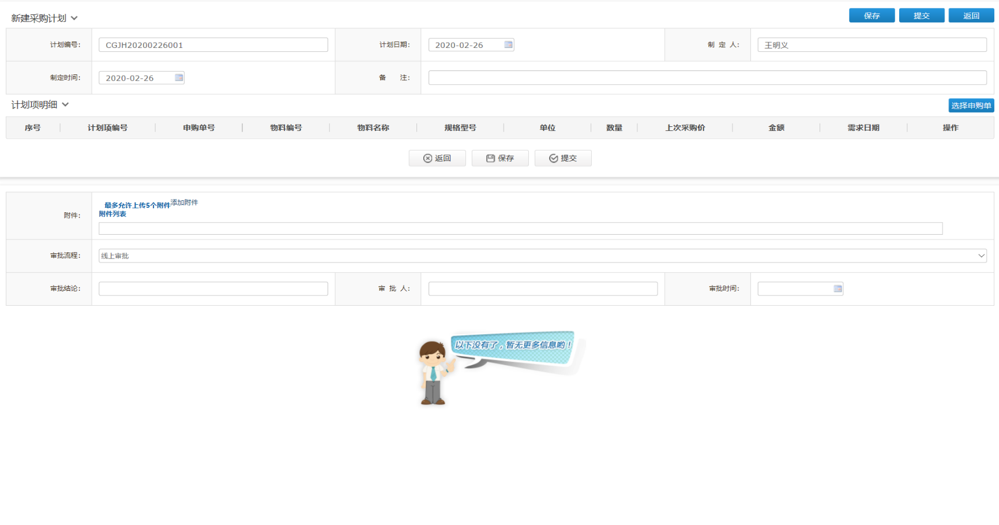 新建采购计划
保存 提交 返回
计划编号: CGJH20200226001 计划日期: 2020-02-26 制 定 人: 王明义
制定时间: 2020-02-26 备 注:
计划项明细
选择申购单
序号 计划项编号 申购单号 物料编号 物料名称 规格型号 单位 数量 上次采购价 金额 需求日期 操作
返回 保存 提交
最多允许上传5个附件添加附件
附件列表
附件:
审批流程: 线上审批
审批结论: 审 批 人: 审批时间:
以下没有了，暂无更多信息哟！